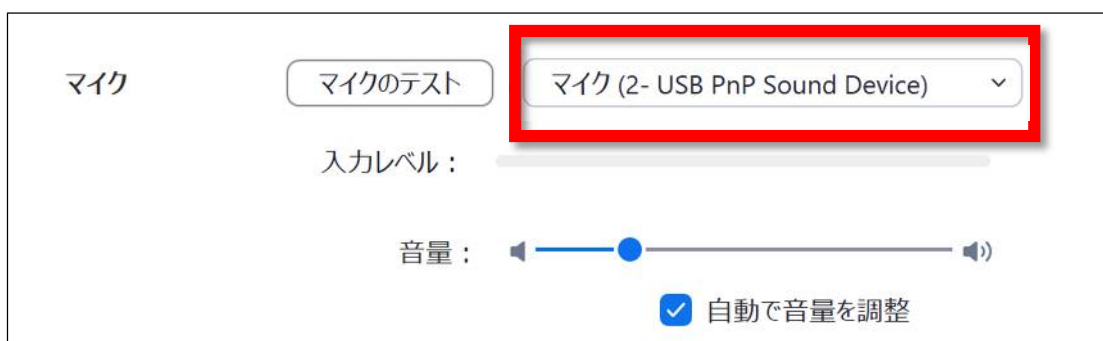 マイク マイクのテスト マイク (2- USB PnP Sound Device)
入力レベル：
音量：
自動で音量を調整